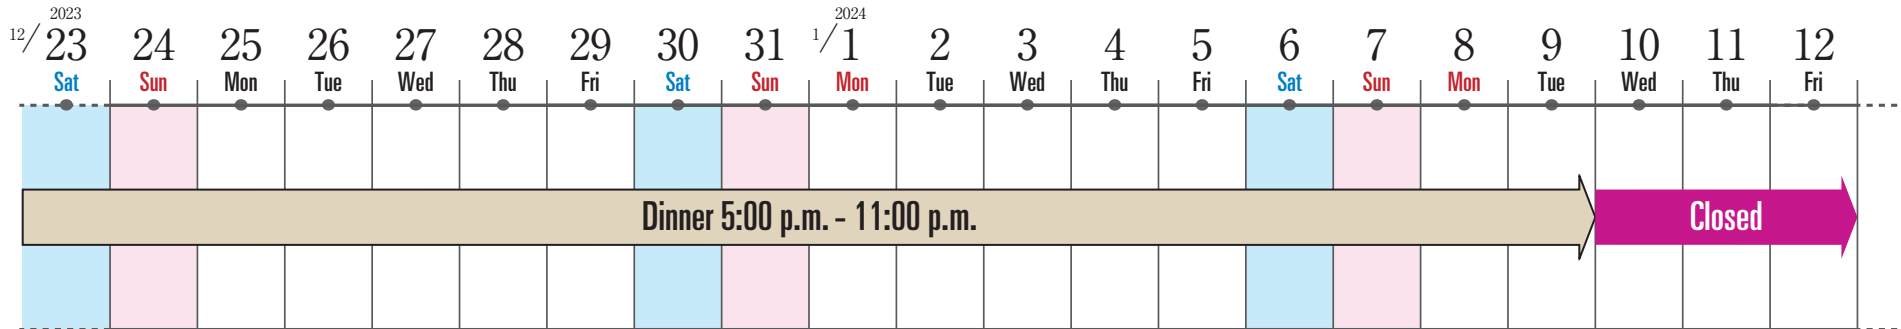 2023 2024
12/23 24 25 26 27 28 29 30 31 1/1 2 3 4 5 6 7 8 9 10 11 12
Sat Sun Mon Tue Wed Thu Fri Sat Sun Mon Tue Wed Thu Fri Sat Sun Mon Tue Wed Thu Fri
Dinner 5:00 p.m. - 11:00 p.m. Closed